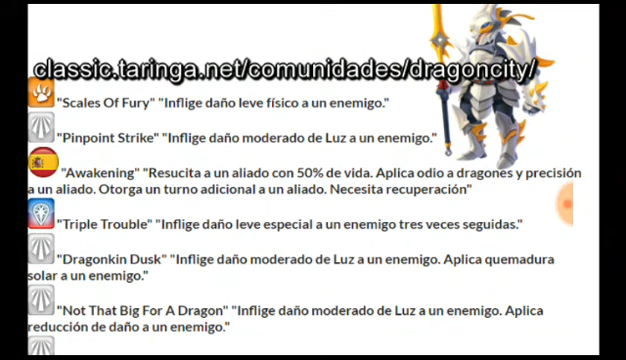 classic.taringa.net/comunidades/dragoncity/
"Scales Of Fury" "Inflige daño leve físico a un enemigo."
"Pinpoint Strike" "Inflige daño moderado de Luz a un enemigo."
"Awakening" "Resucita a un aliado con 50% de vida. Aplica odio a dragones y precisión
a un aliado. Otorga un turno adicional a un aliado. Necesita recuperación"
"Triple Trouble" "Inflige daño leve especial a un enemigo tres veces seguidas."
"Dragonkin Dusk" "Inflige daño moderado de Luz a un enemigo. Aplica quemadura
solar a un enemigo."
"Not That Big For A Dragon" "Inflige daño moderado de Luz a un enemigo. Aplica
reducción de daño a un enemigo."